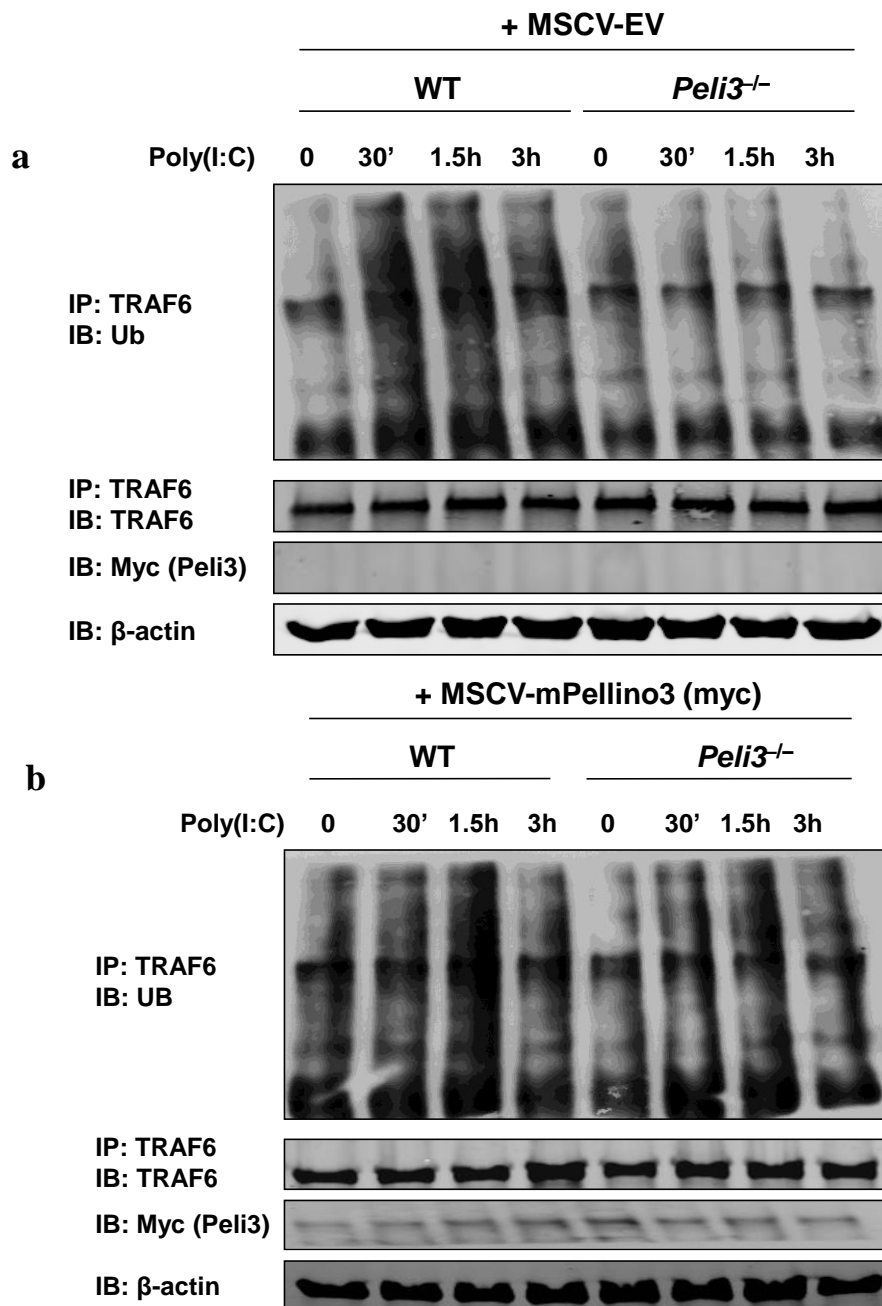 + MSCV-EV
WT Peli3–/–
a
Poly(I:C) 0 30’ 1.5h 3h 0 30’ 1.5h 3h
IP: TRAF6
IB: Ub
IP: TRAF6
IB: TRAF6
IB: Myc (Peli3)
IB: β-actin
+ MSCV-mPellino3 (myc)
WT Peli3–/–
b
Poly(I:C) 0 30’ 1.5h 3h 0 30’ 1.5h 3h
IP: TRAF6
IB: UB
IP: TRAF6
IB: TRAF6
IB: Myc (Peli3)
IB: β-actin